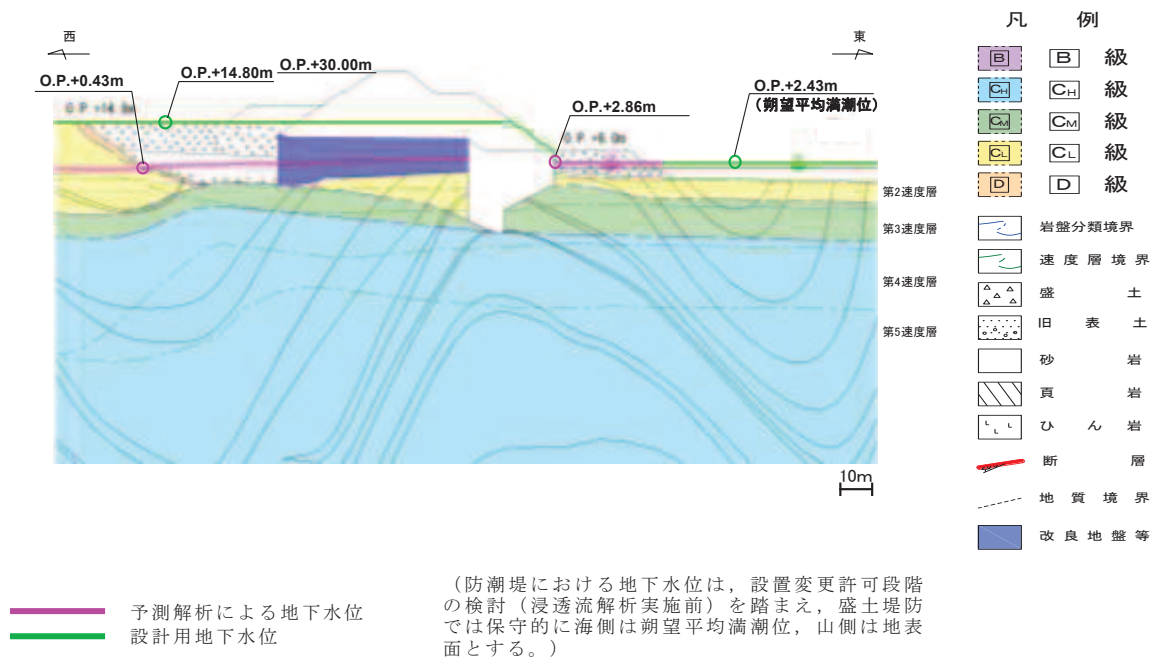 西
東
O.P.+0.43m
O.P.+14.80m
O.P.+30.00m
O.P.+2.86m
O.P.+2.43m
(朔望平均満潮位)
第2速度層
第3速度層
第4速度層
第5速度層
10m
凡 例
B B 級
CH CH 級
CM CM 級
CL CL 級
D D 級
岩盤分類境界
速度層境界
盛土
旧表土
砂岩
頁岩
ひん岩
断層
地質境界
改良地盤等
予測解析による地下水位
設計用地下水位
(防潮堤における地下水位は,設置変更許可段階
の検討(浸透流解析実施前)を踏まえ,盛土堤防
では保守的に海側は朔望平均満潮位,山側は地表
面とする。)